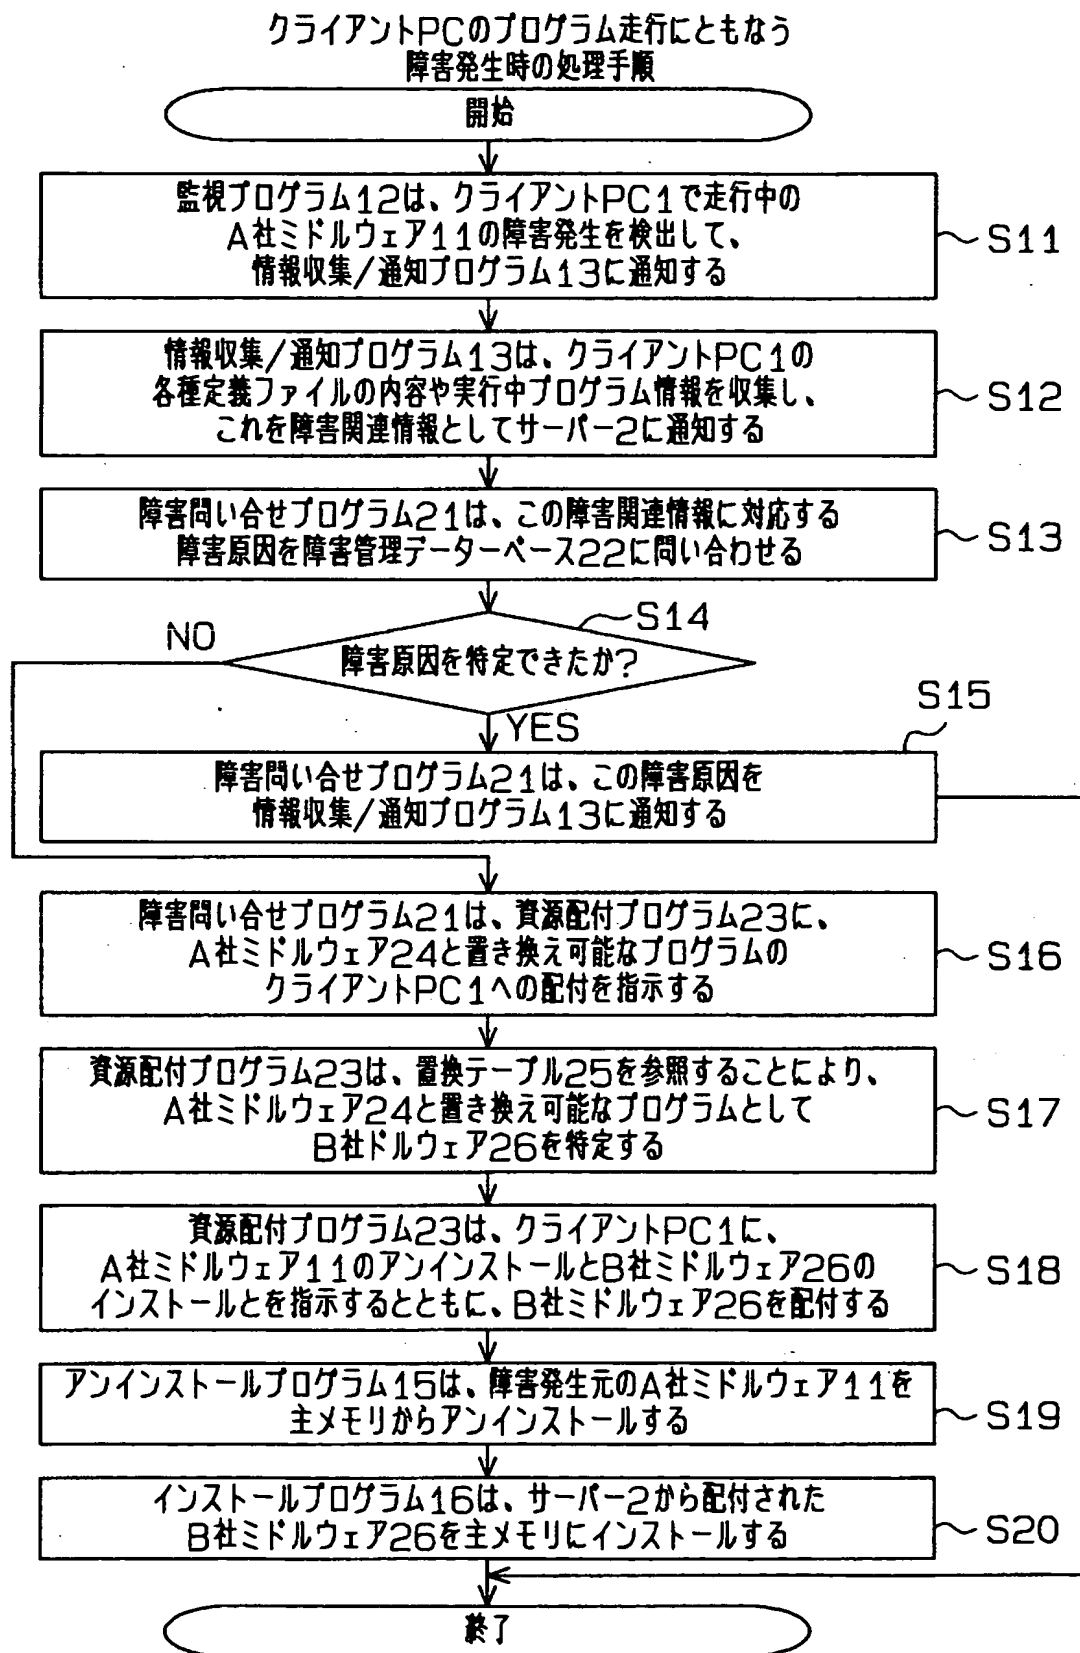 クライアントPCのプログラム走行にともなう
障害発生時の処理手順
開始
監視プログラム12は、クライアントPC1で走行中の
A社ミドルウェア11の障害発生を検出して、
情報収集/通知プログラム13に通知する
S11
情報収集/通知プログラム13は、クライアントPC1の
各種定義ファイルの内容や実行中プログラム情報を収集し、
これを障害関連情報としてサーバー2に通知する
S12
障害問い合せプログラム21は、この障害関連情報に対応する
障害原因を障害管理データーベース22に問い合わせる
S13
S14
NO
障害原因を特定できたか?
YES
S15
障害問い合せプログラム21は、この障害原因を
情報収集/通知プログラム13に通知する
障害問い合せプログラム21は、資源配付プログラム23に、
A社ミドルウェア24と置き換え可能なプログラムの
クライアントPC1への配付を指示する
S16
資源配付プログラム23は、置換テーブル25を参照することにより、
A社ミドルウェア24と置き換え可能なプログラムとして
B社ドルウェア26を特定する
S17
資源配付プログラム23は、クライアントPC1に、
A社ミドルウェア11のアンインストールとB社ミドルウェア26の
インストールとを指示するとともに、B社ミドルウェア26を配付する
S18
アンインストールプログラム15は、障害発生元のA社ミドルウェア11を
主メモリからアンインストールする
S19
インストールプログラム16は、サーバー2から配付された
B社ミドルウェア26を主メモリにインストールする
S20
終了